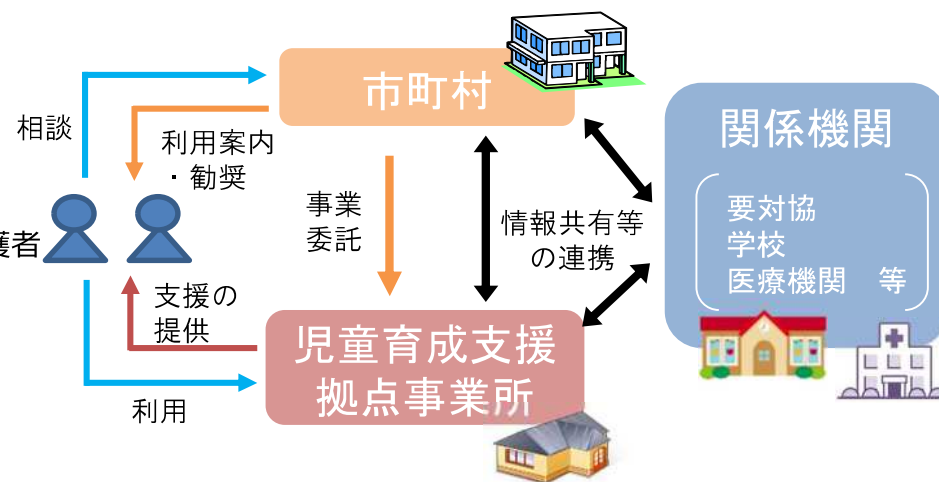 市町村
関係機関
相談
利用案内
・勧奨
要対協
学校
医療機関　等
事業
委託
情報共有等
の連携
護者
支援の
提供
児童育成支援
拠点事業所
利用